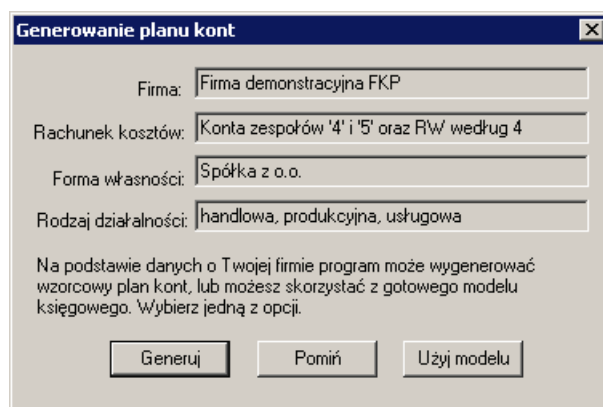 Generowanie planu kont
Firma: Firma demonstracyjna FKP
Rachunek kosztów: Konta zespołów '4' i '5' oraz RW według 4
Forma własności: Spółka z o.o.
Rodzaj działalności: handlowa, produkcyjna, usługowa
Na podstawie danych o Twojej firmie program może wygenerować
wzorcowy plan kont, lub możesz skorzystać z gotowego modelu
księgowego. Wybierz jedną z opcji.
Generuj Pomiń Użyj modelu